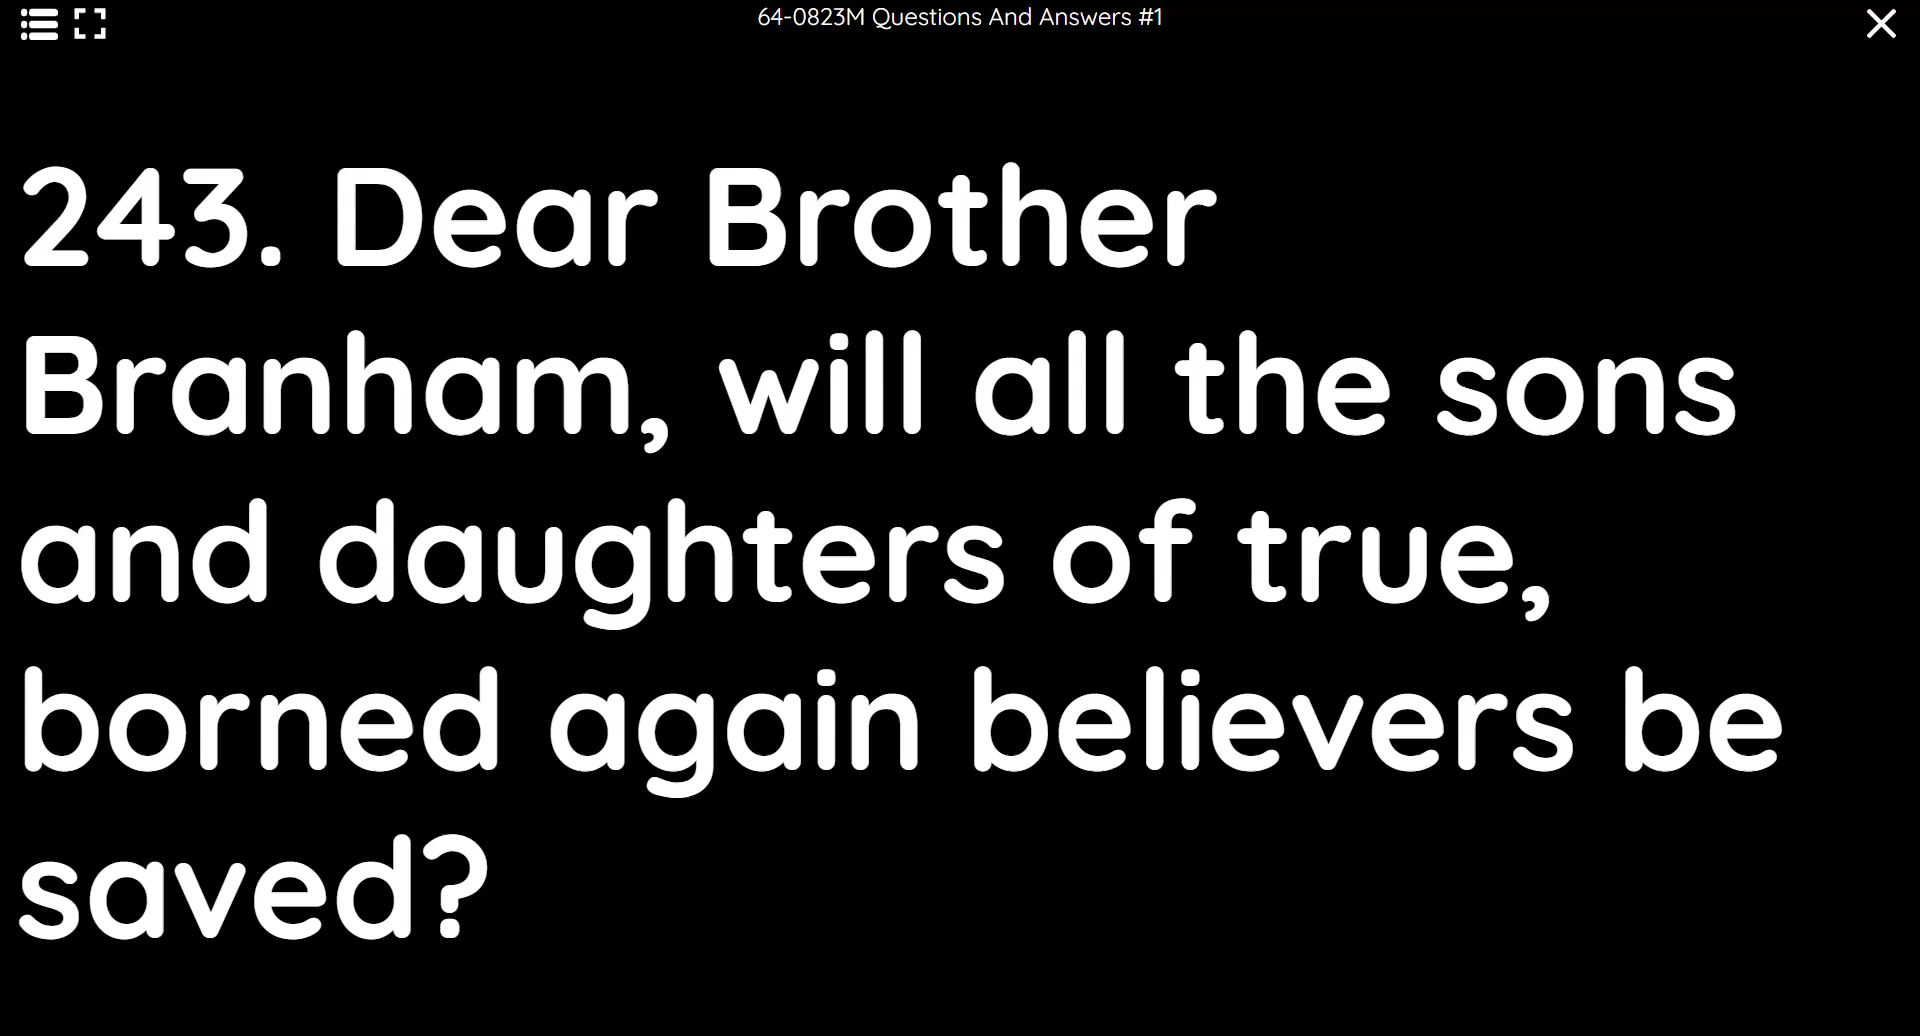 64-0823M Questions And Answers #1
243. Dear Brother
Branham, will all the sons
and daughters of true,
borned again believers be
saved?